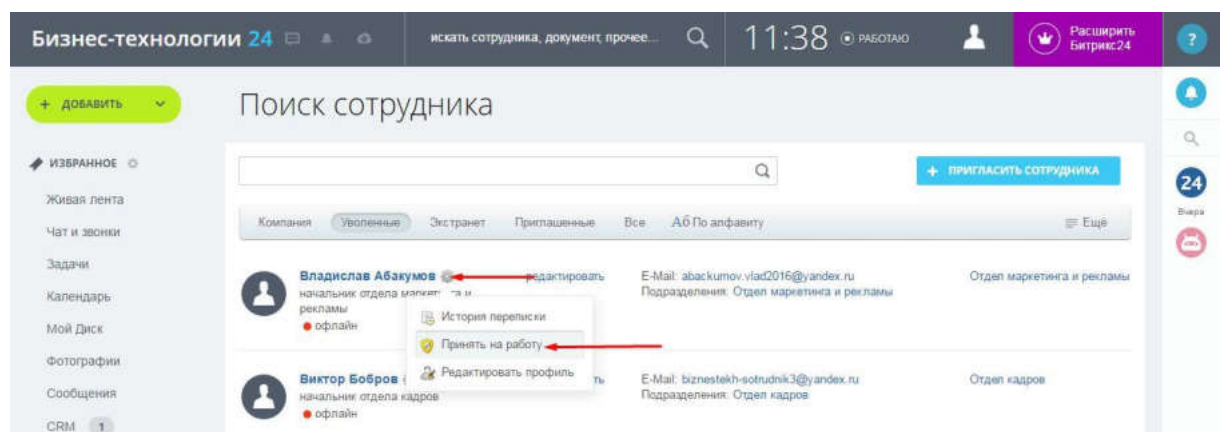 Бизнес-технологии 24
искать сотрудника, документ, прочее...
11:38
РАБОТАЮ
Расширить
Битрикс24
?
+ ДОБАВИТЬ
Поиск сотрудника
ИЗБРАННОЕ
+ ПРИГЛАСИТЬ СОТРУДНИКА
24
Вчера
Живая лента
Компания Уволенные Экстранет Приглашенные Все Аб По алфавиту Ещё
Чат и звонки
Задачи
Календарь
Мой Диск
Фотографии
Сообщения
CRM 1
Владислав Абакумов редактировать E-Mail: abackumov.vlad2016@yandex.ru Отдел маркетинга и рекламы
начальник отдела Подразделения: Отдел маркетинга и рекламы
рекламы
офлайн
История переписки
Принять на работу
Редактировать профиль
Виктор Бобров E-Mail: biznestekh-sotrudnik3@yandex.ru Отдел кадров
начальник отдела кадров Подразделения: Отдел кадров
офлайн